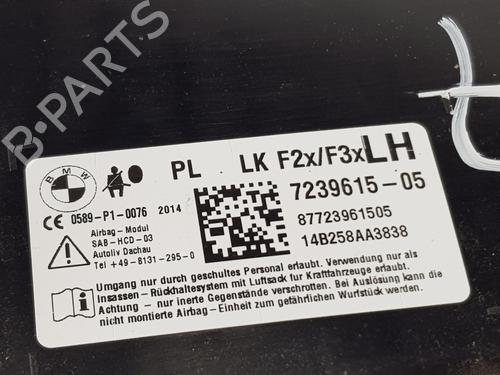 B-PARTS
BMW
PL LK F2x/F3x LH
CE 0589-P1-0076 2014
7239615-05
87723961505
14B258AA3838
Airbag-Modul
SAB-HCD-03
Autoliv Dachau
Tel +49-8131-295-0
Umgang nur durch geschultes Personal erlaubt. Verwendung nur als
Insassen-Rückhaltesystem mit Luftsack für Kraftfahrzeuge erlaubt.
Achtung - nur inerte Gegenstände verschrotten. Bei Auslösung kann die
nicht montierte Airbag-Einheit zum gefährlichen Wurfstück werden.